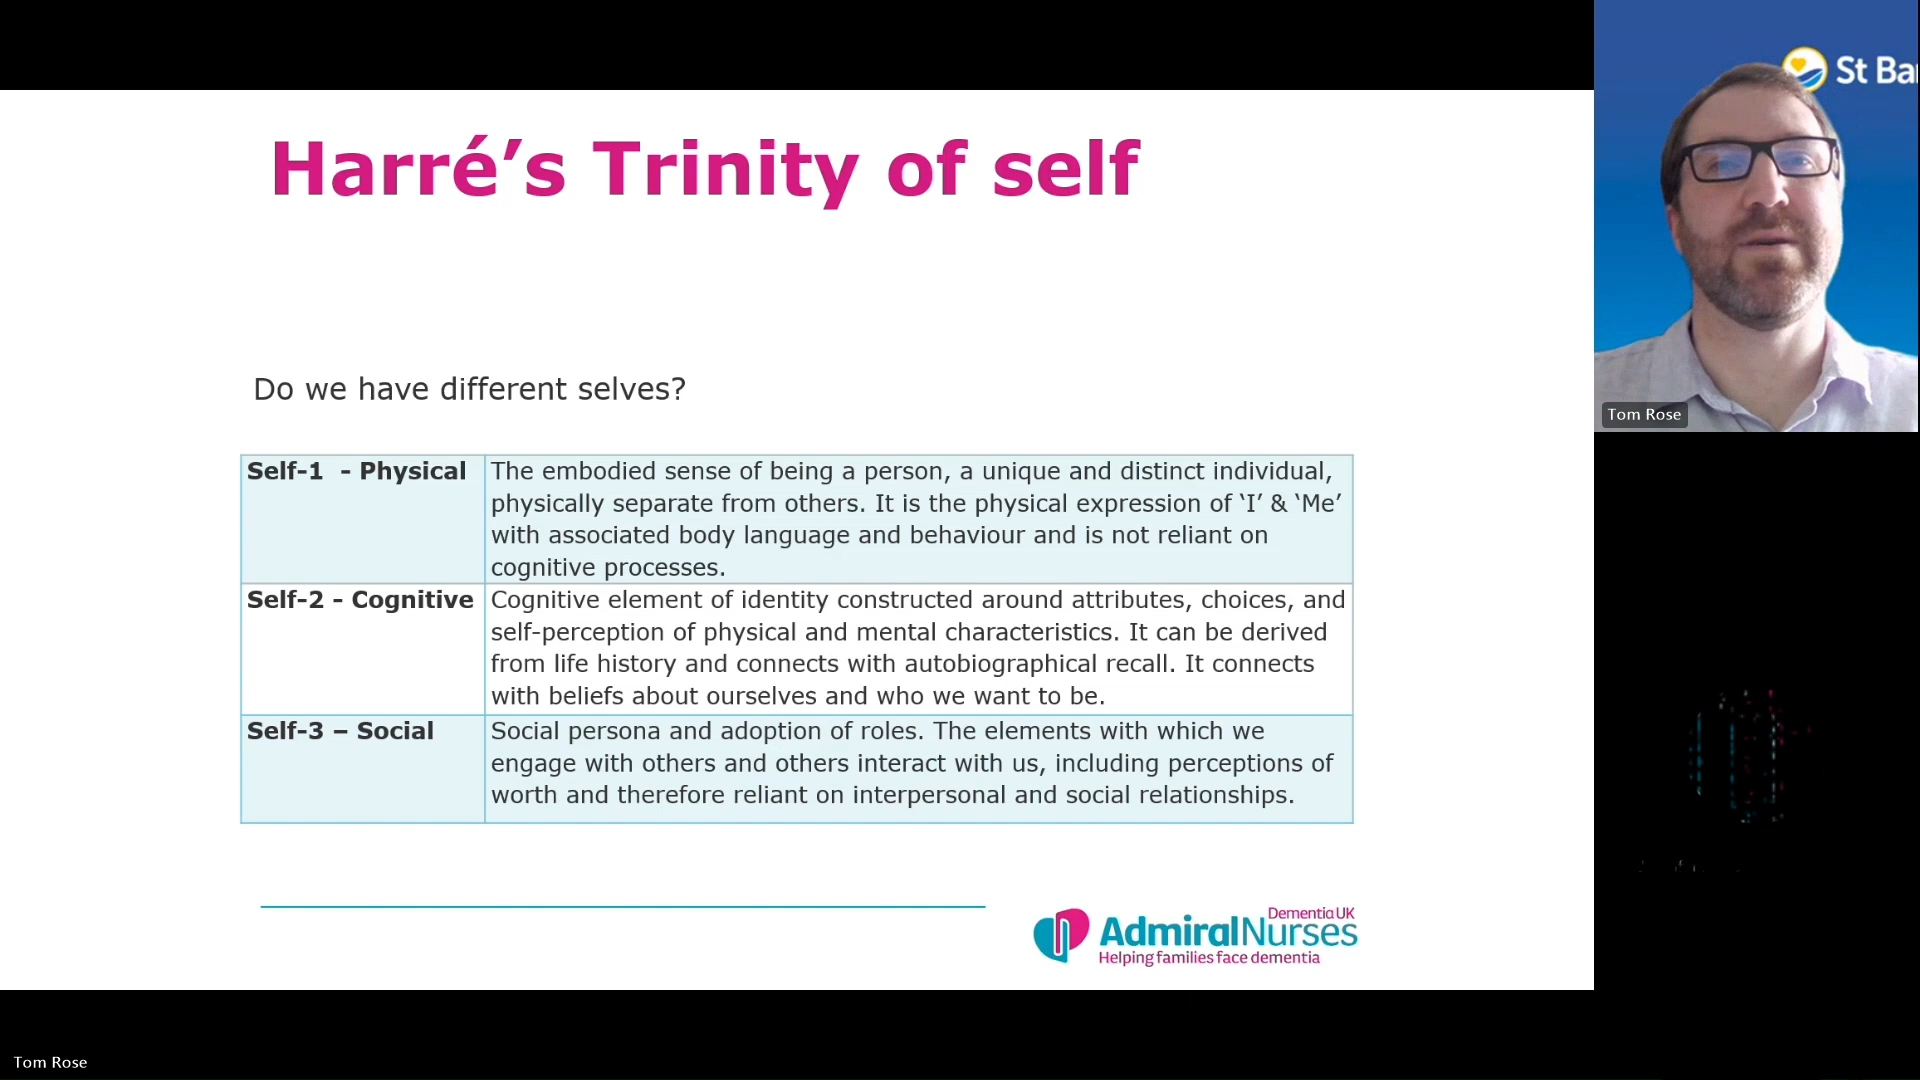 Harré’s Trinity of self
Do we have different selves?
Self-1  - Physical
The embodied sense of being a person, a unique and distinct individual,
physically separate from others. It is the physical expression of ‘I’ & ‘Me’
with associated body language and behaviour and is not reliant on
cognitive processes.
Self-2 - Cognitive
Cognitive element of identity constructed around attributes, choices, and
self-perception of physical and mental characteristics. It can be derived
from life history and connects with autobiographical recall. It connects
with beliefs about ourselves and who we want to be.
Self-3 – Social
Social persona and adoption of roles. The elements with which we
engage with others and others interact with us, including perceptions of
worth and therefore reliant on interpersonal and social relationships.
Dementia UK
AdmiralNurses
Helping families face dementia
St Bar
Tom Rose
Tom Rose